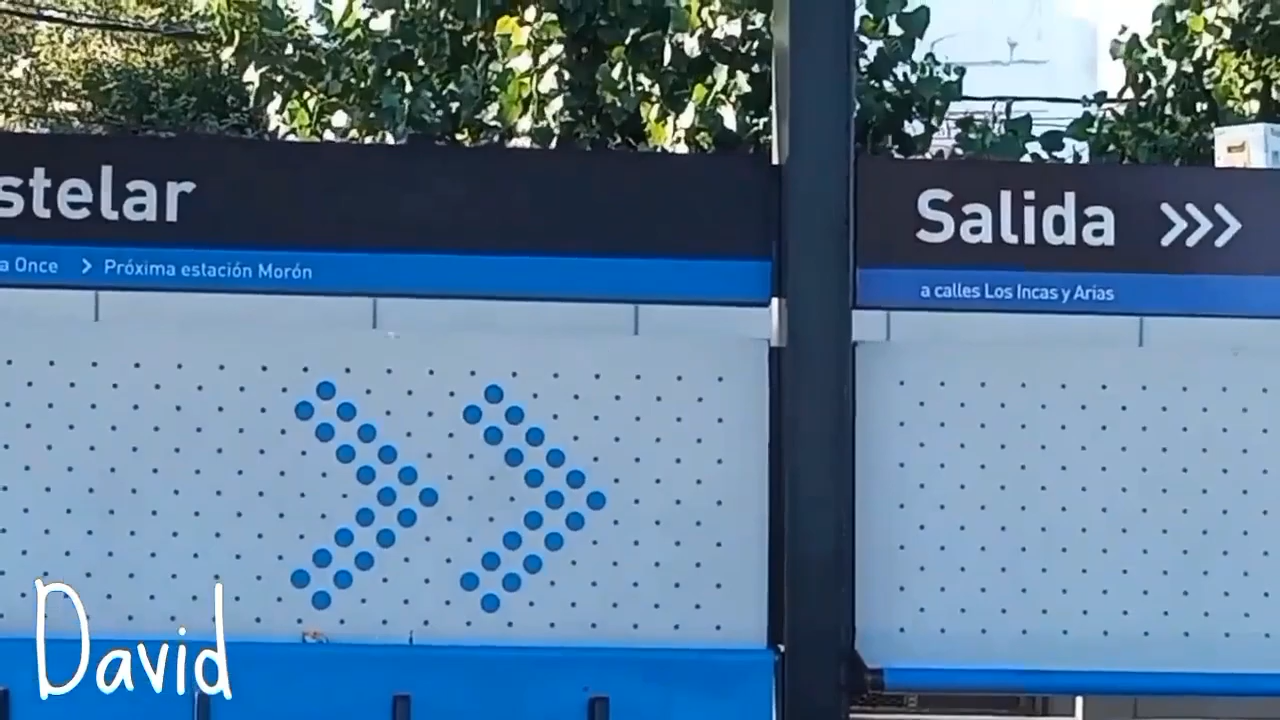 stelar
a Once > Próxima estación Morón
Salida >>>
a calles Los Incas y Arias
David